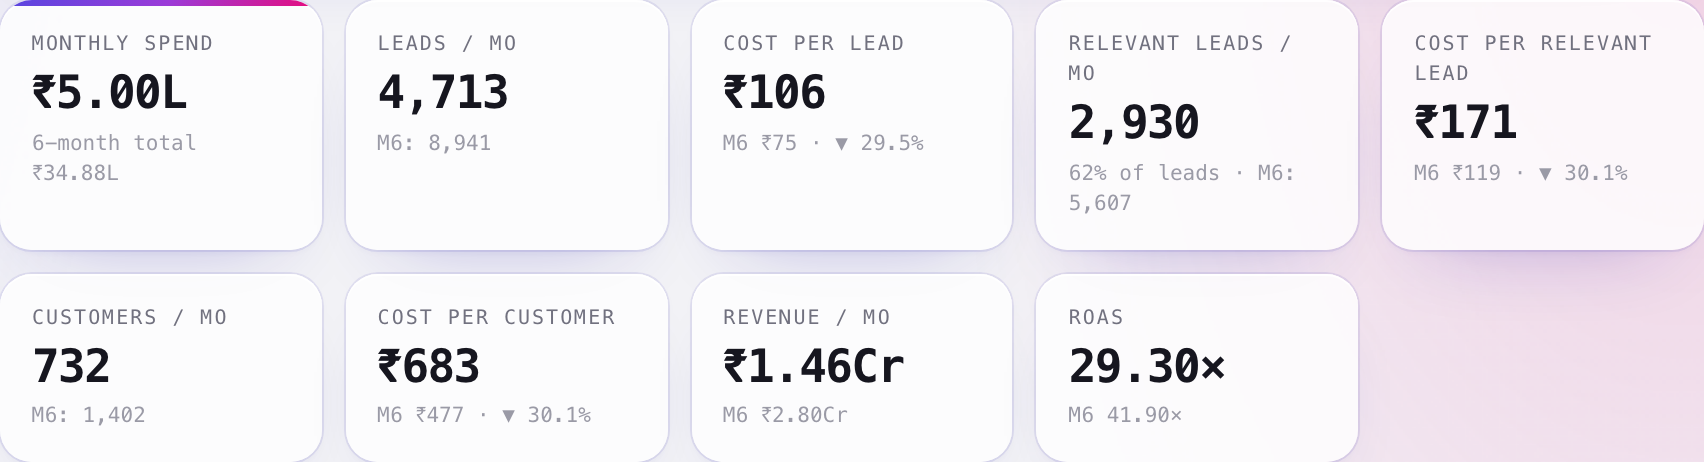 MONTHLY SPEND
₹5.00L
6-month total
₹34.88L
LEADS / MO
4,713
M6: 8,941
COST PER LEAD
₹106
M6 ₹75 · ▼ 29.5%
RELEVANT LEADS /
MO
2,930
62% of leads · M6:
5,607
COST PER RELEVANT
LEAD
₹171
M6 ₹119 · ▼ 30.1%
CUSTOMERS / MO
732
M6: 1,402
COST PER CUSTOMER
₹683
M6 ₹477 · ▼ 30.1%
REVENUE / MO
₹1.46Cr
M6 ₹2.80Cr
ROAS
29.30×
M6 41.90×